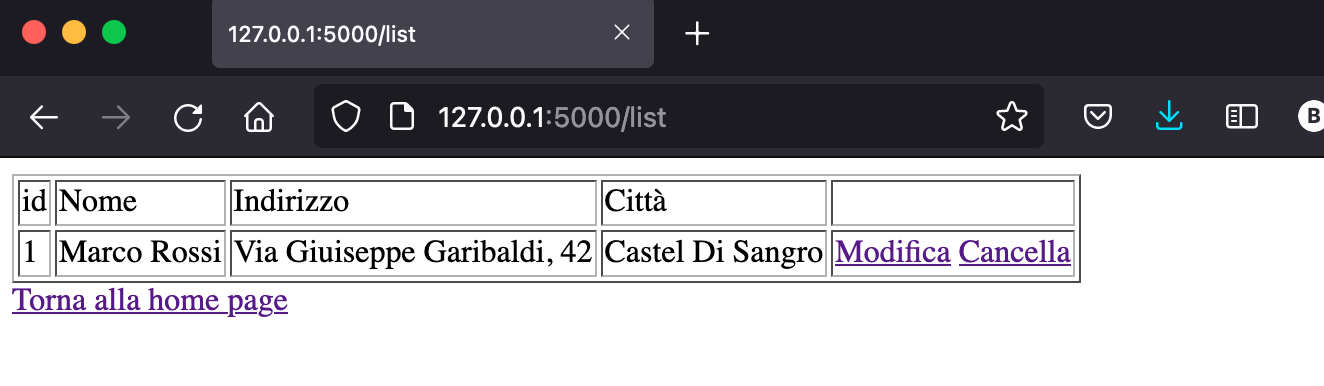 127.0.0.1:5000/list
127.0.0.1:5000/list
B
id Nome Indirizzo Città
1 Marco Rossi Via Giuiseppe Garibaldi, 42 Castel Di Sangro Modifica Cancella
Torna alla home page